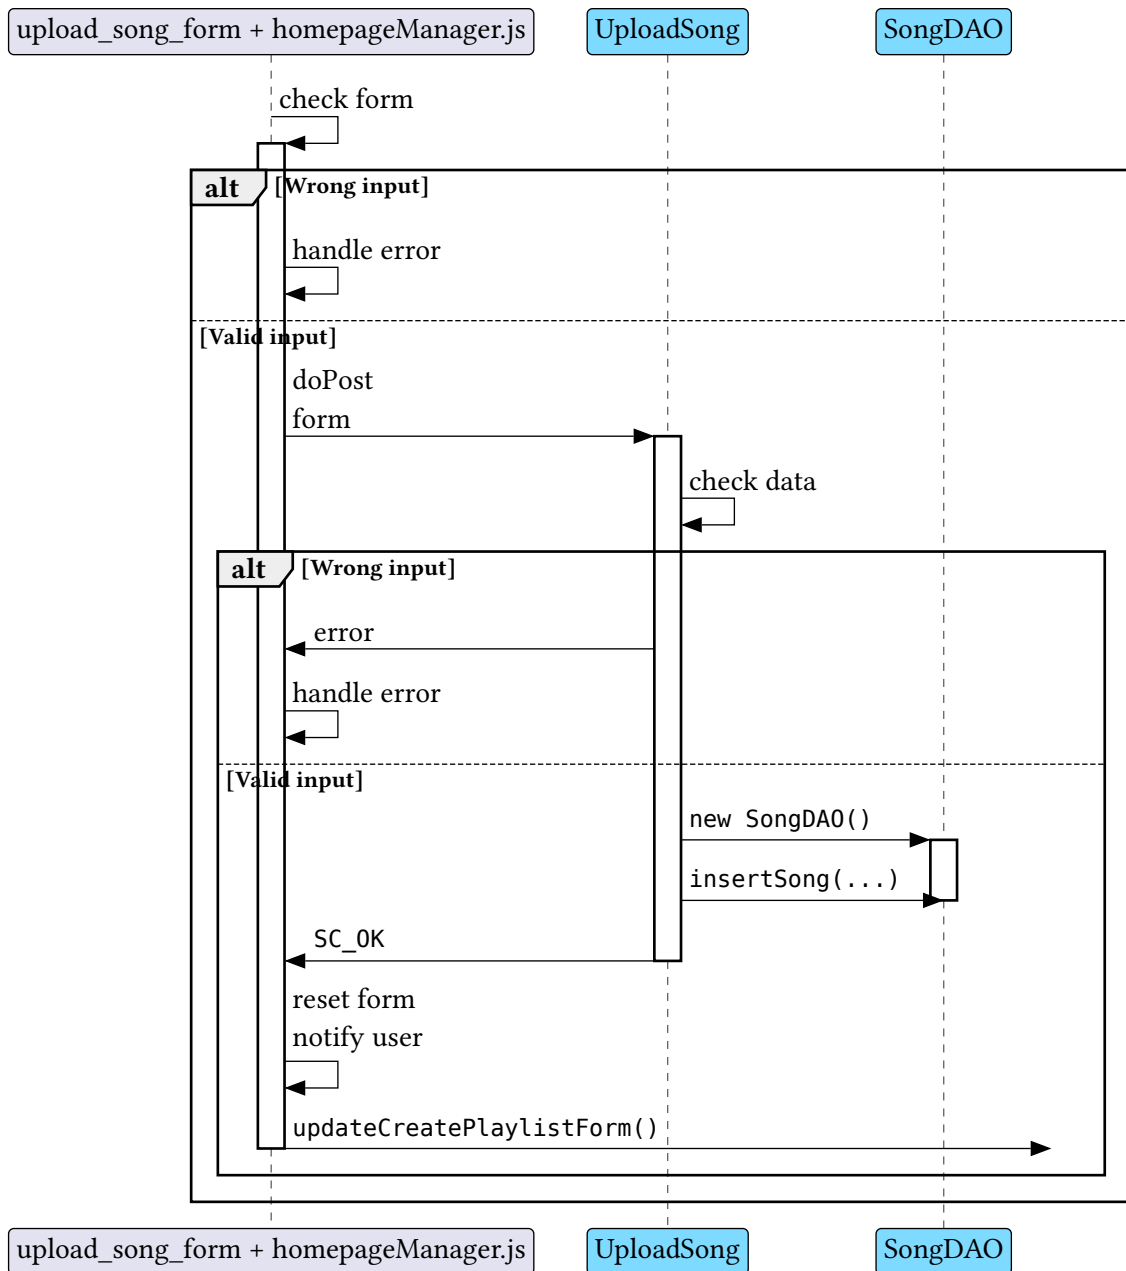 upload_song_form + homepageManager.js
UploadSong
SongDAO
check form
alt
[Wrong input]
handle error
[Valid input]
doPost
form
check data
alt
[Wrong input]
error
handle error
[Valid input]
new SongDAO()
insertSong(...)
SC_OK
reset form
notify user
updateCreatePlaylistForm()
upload_song_form + homepageManager.js
UploadSong
SongDAO